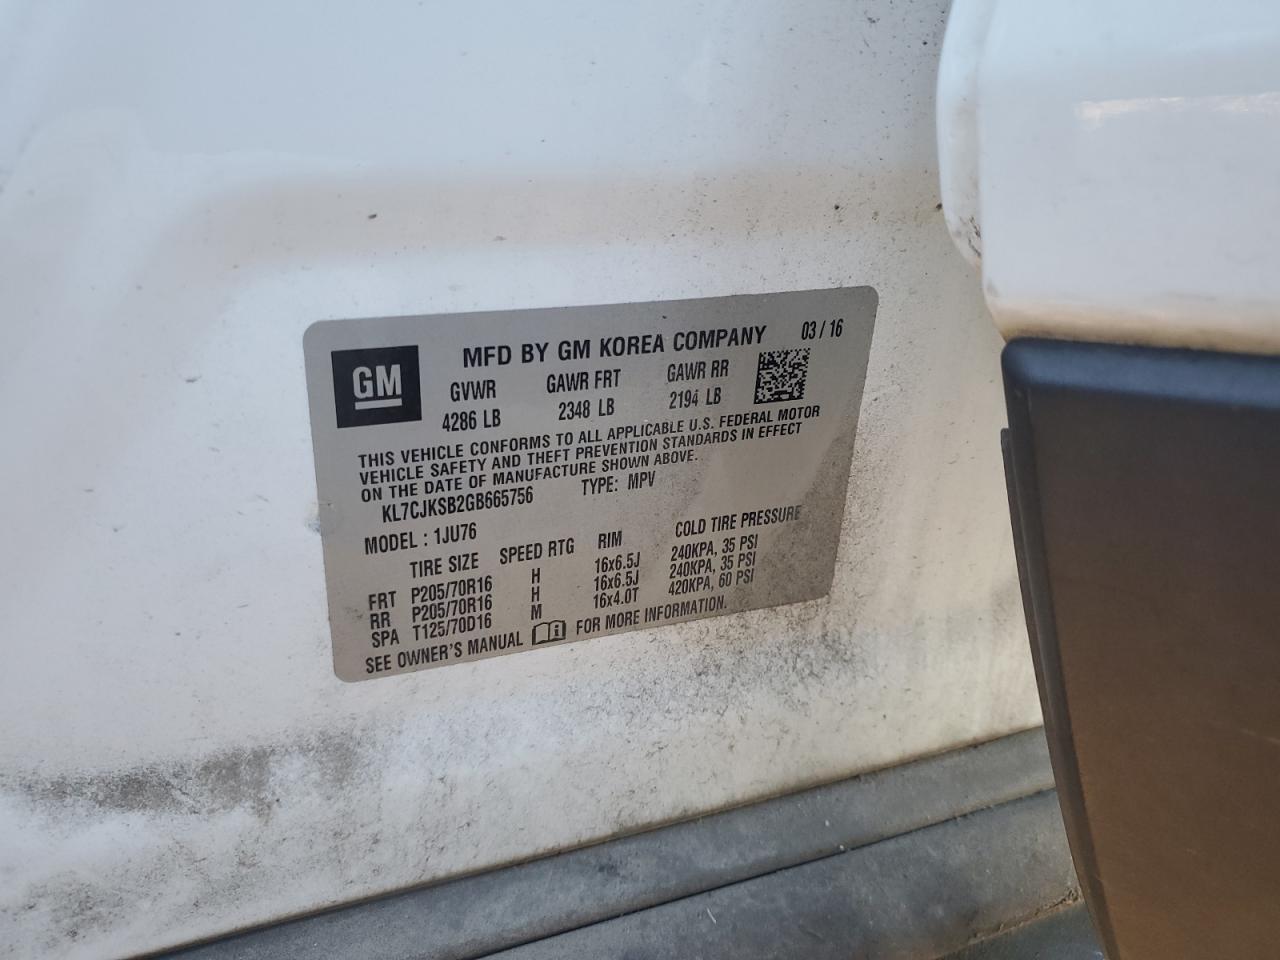 MFD BY GM KOREA COMPANY 03 / 16
GM
GVWR GAWR FRT GAWR RR
4286 LB 2348 LB 2194 LB
THIS VEHICLE CONFORMS TO ALL APPLICABLE U.S. FEDERAL MOTOR
VEHICLE SAFETY AND THEFT PREVENTION STANDARDS IN EFFECT
ON THE DATE OF MANUFACTURE SHOWN ABOVE.
KL7CJKSB2GB665756 TYPE: MPV
MODEL : 1JU76
TIRE SIZE SPEED RTG RIM COLD TIRE PRESSURE
FRT P205/70R16 H 16x6.5J 240KPA, 35 PSI
RR P205/70R16 H 16x6.5J 240KPA, 35 PSI
SPA T125/70D16 M 16x4.0T 420KPA, 60 PSI
SEE OWNER'S MANUAL FOR MORE INFORMATION.